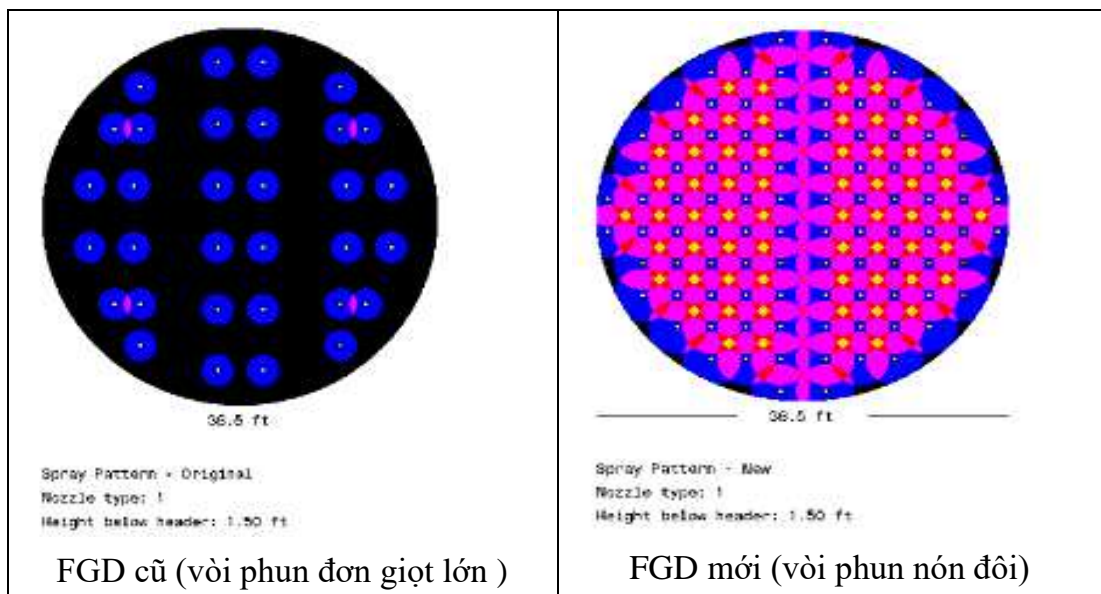 36.5 ft
Spray Pattern - Original
Nozzle type: 1
Height below header: 1.50 ft
FGD cũ (vòi phun đơn giọt lớn )
36.5 ft
Spray Pattern - New
Nozzle type: 1
Height below header: 1.50 ft
FGD mới (vòi phun nón đôi)